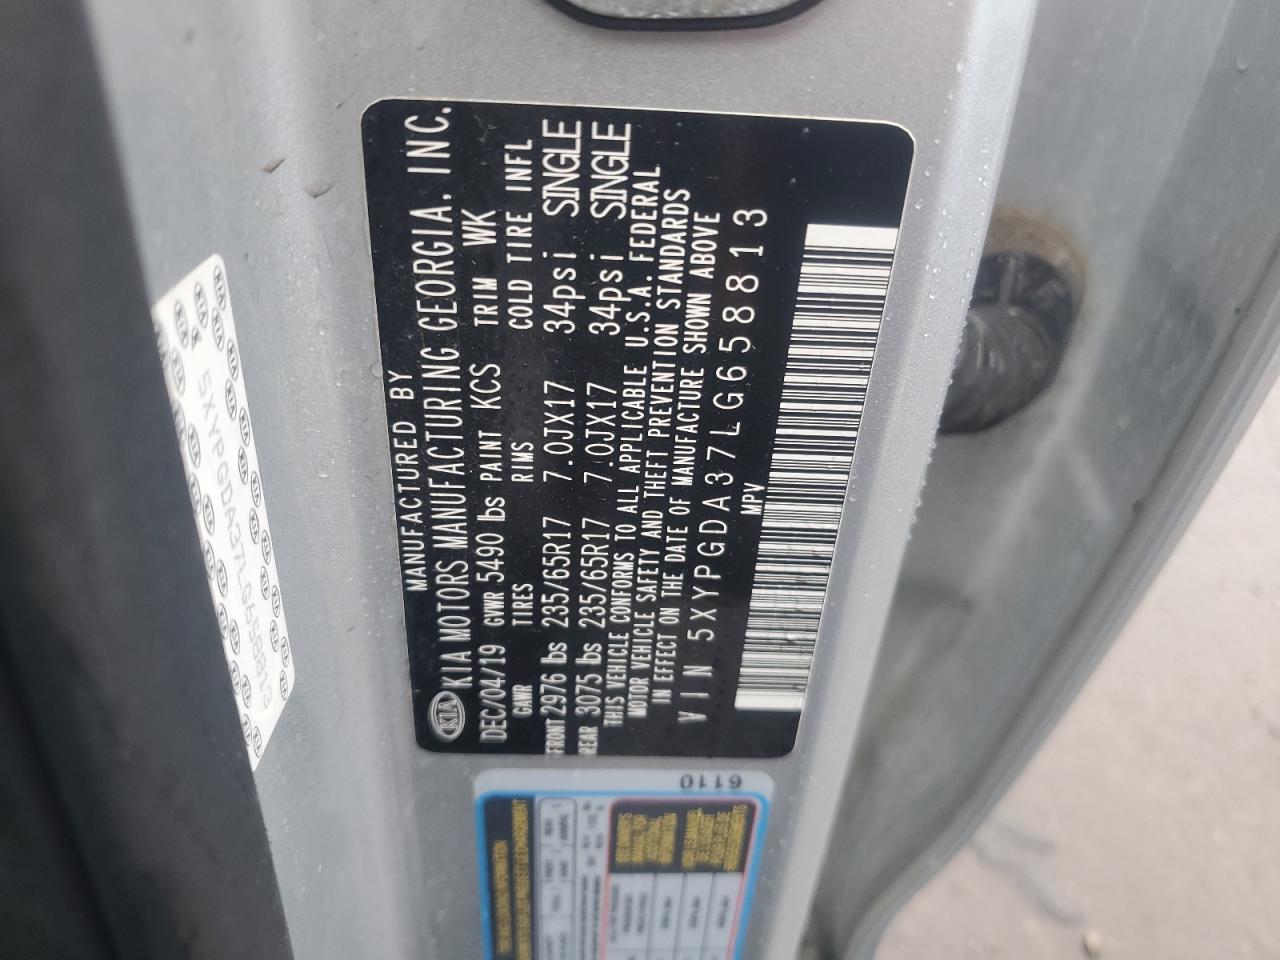 MANUFACTURED BY
KIA KIA MOTORS MANUFACTURING GEORGIA, INC.
DEC/04/19 GVWR 5490 lbs PAINT KCS TRIM WK
GAWR TIRES RIMS COLD TIRE INFL
FRONT 2976 lbs 235/65R17 7.0JX17 34psi SINGLE
REAR 3075 lbs 235/65R17 7.0JX17 34psi SINGLE
THIS VEHICLE CONFORMS TO ALL APPLICABLE U.S.A. FEDERAL
MOTOR VEHICLE SAFETY AND THEFT PREVENTION STANDARDS
IN EFFECT ON THE DATE OF MANUFACTURE SHOWN ABOVE
VIN 5XYPGDA37LG658813
MPV
5XYPGDA37LG658813
6110